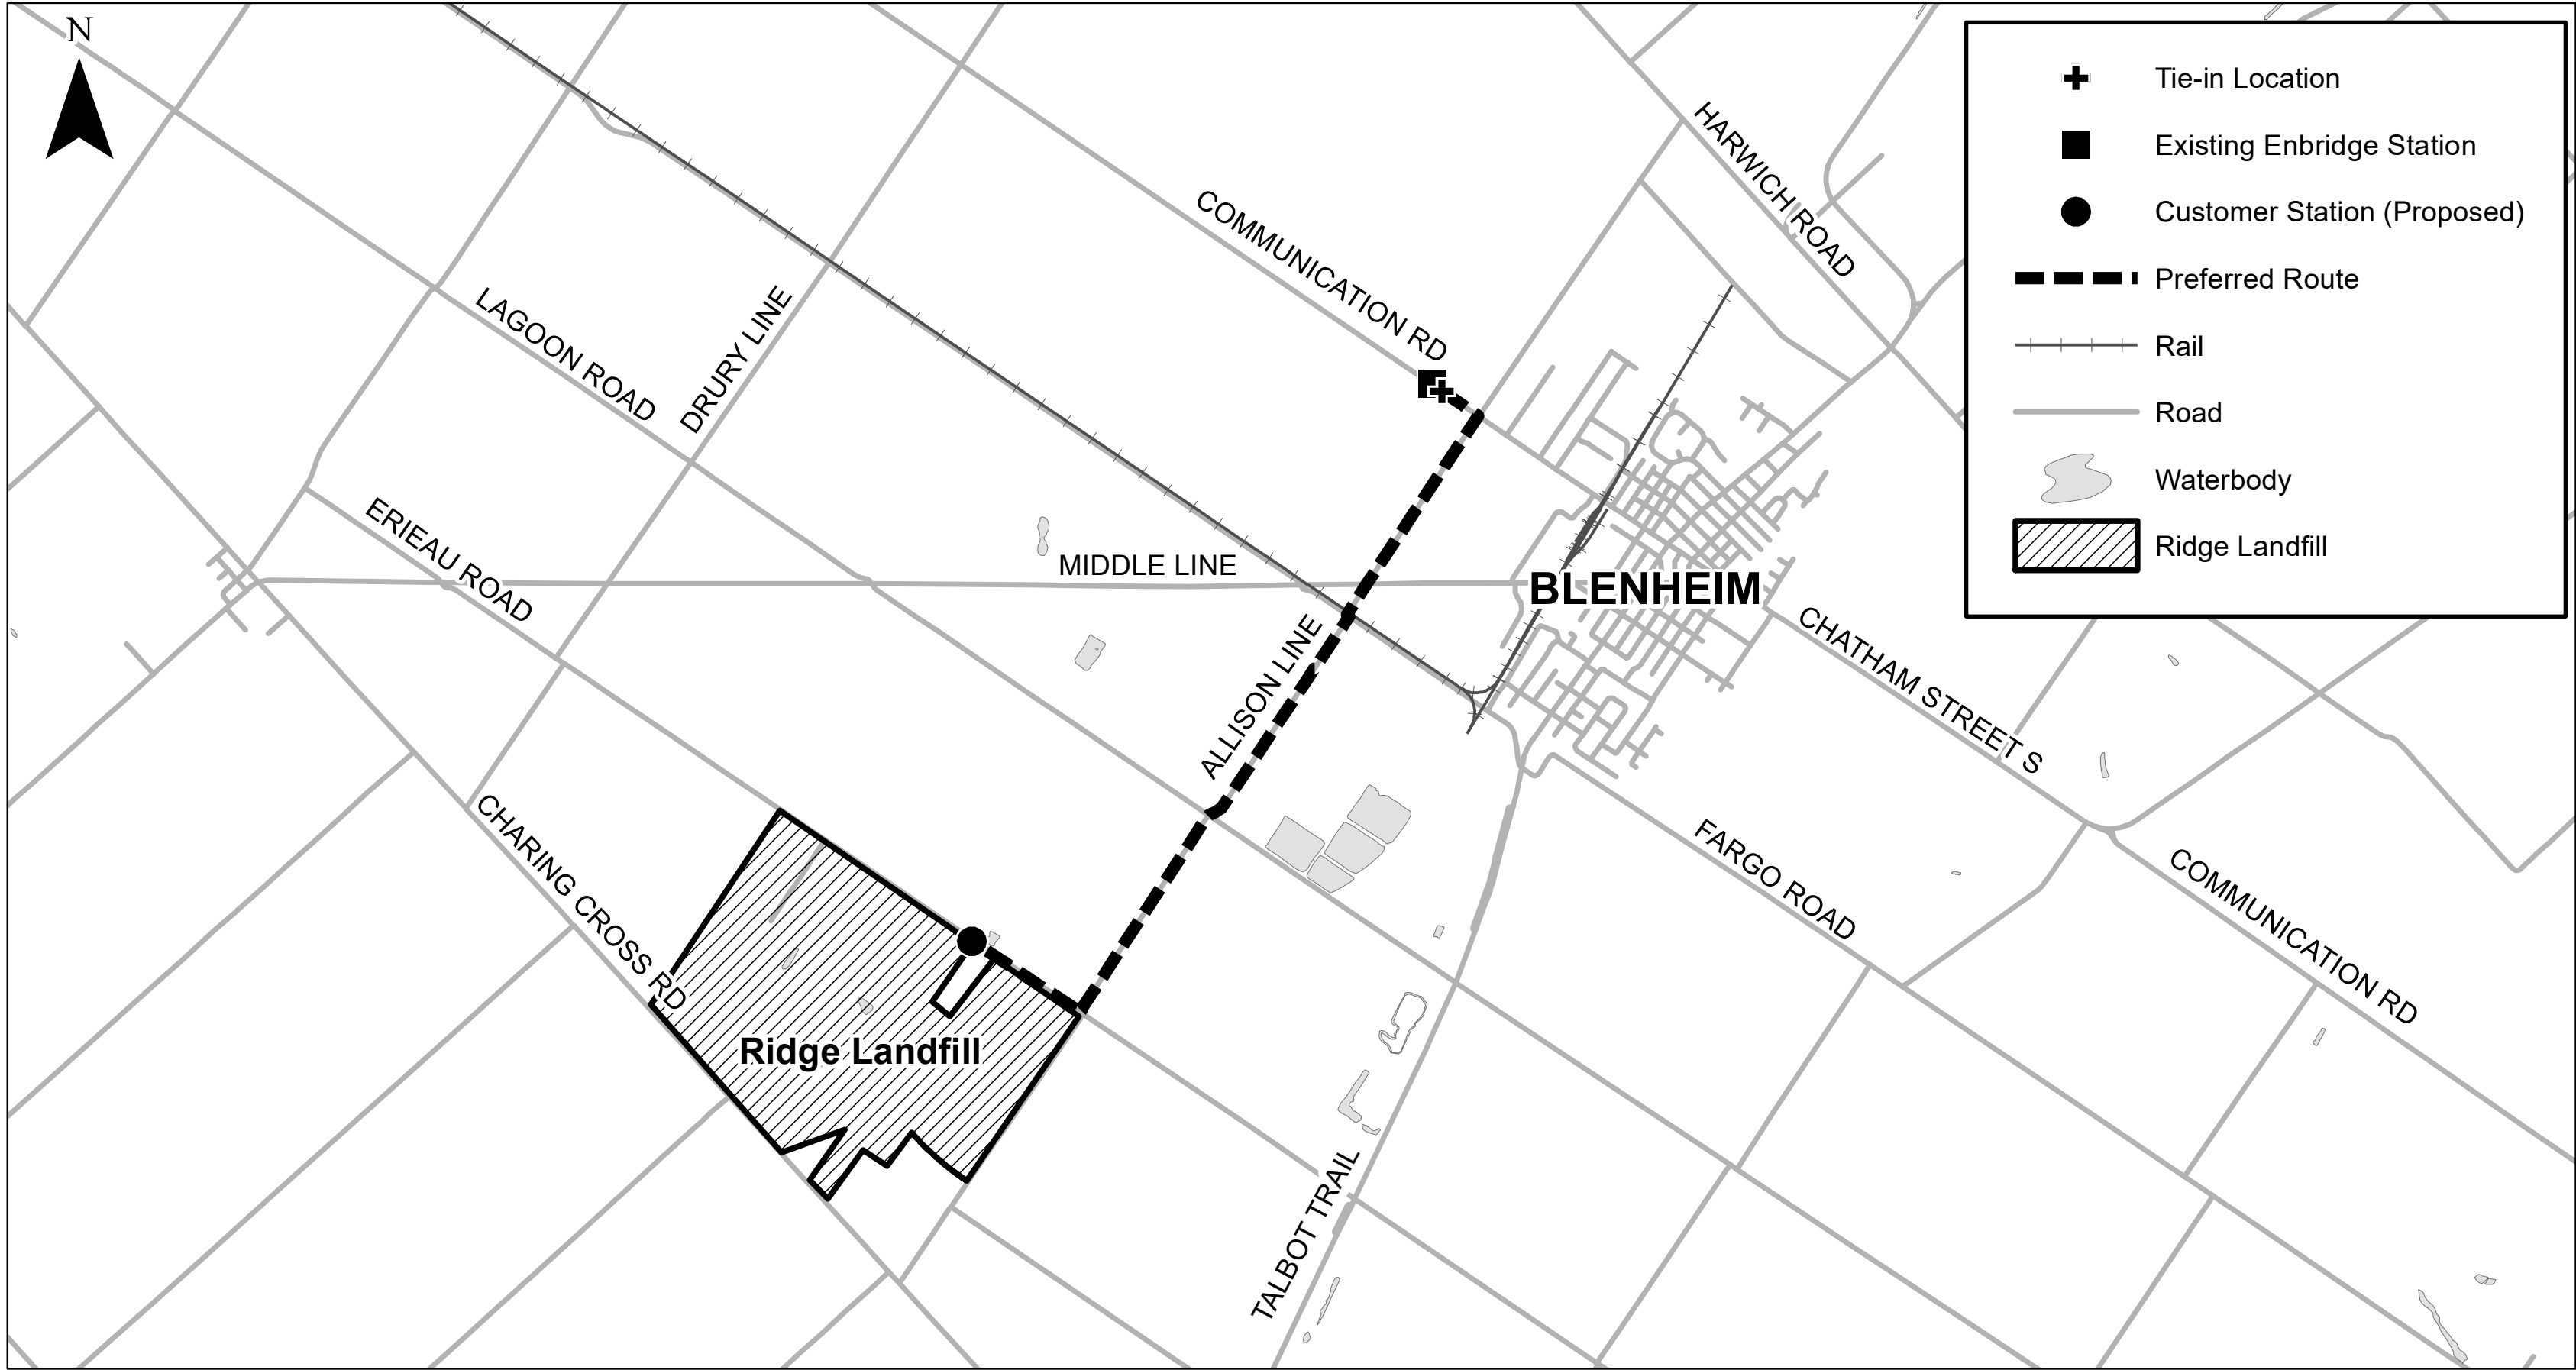 N
Tie-in Location
Existing Enbridge Station
Customer Station (Proposed)
Preferred Route
Rail
Road
Waterbody
Ridge Landfill
HARWICH ROAD
COMMUNICATION RD
LAGOON ROAD
DRURY LINE
ERIEAU ROAD
MIDDLE LINE
BLENHEIM
ALLISON LINE
CHATHAM STREET S
CHARING CROSS RD
FARGO ROAD
COMMUNICATION RD
Ridge Landfill
TALBOT TRAIL